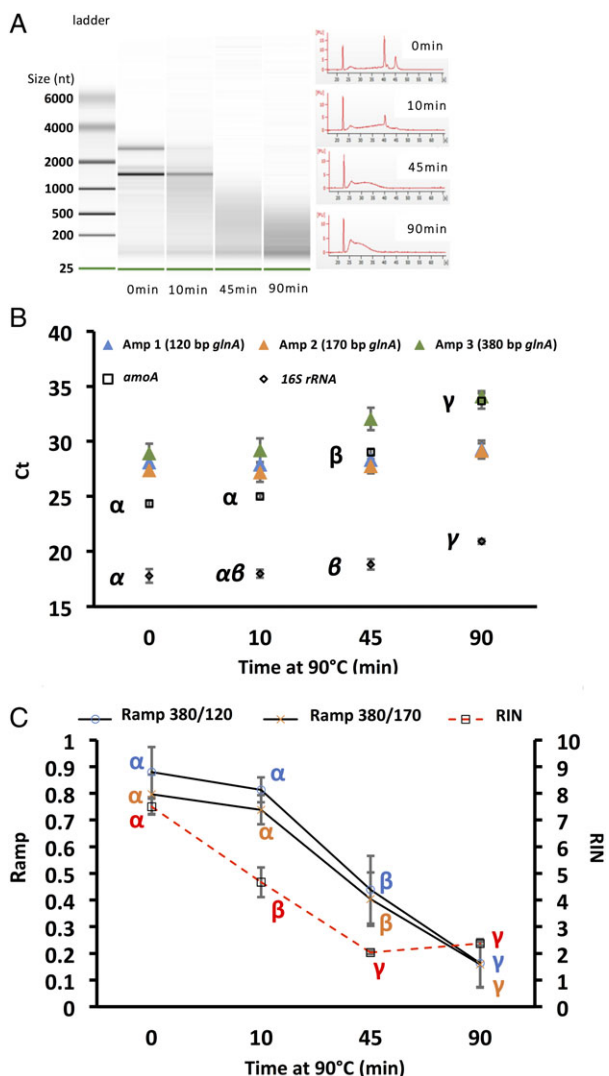 A
ladder
Size (nt)
6000
4000
2000
1000
500
200
25
0min 10min 45min 90min
0min
10min
45min
90min
B
40
35
30
25
20
15
Ct
Amp 1 (120 bp glnA) Amp 2 (170 bp glnA) Amp 3 (380 bp glnA)
amoA 16S rRNA
γ
β
α α
α αβ β γ
0 10 45 90
Time at 90°C (min)
C
Ramp 380/120 Ramp 380/170 RIN
1 10
0.9 9
0.8 8
0.7 7
0.6 6
0.5 5
0.4 4
0.3 3
0.2 2
0.1 1
0 0
Ramp
RIN
α α β γ
α α β γ
α β γ γ
0 10 45 90
Time at 90°C (min)